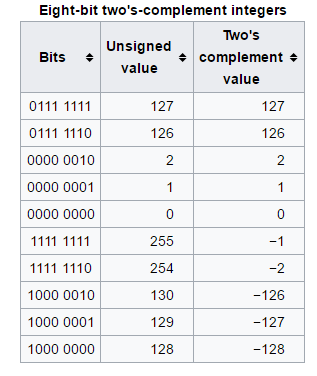 Eight-bit two's-complement integers
Bits Unsigned value Two's complement value
0111 1111 127 127
0111 1110 126 126
0000 0010 2 2
0000 0001 1 1
0000 0000 0 0
1111 1111 255 −1
1111 1110 254 −2
1000 0010 130 −126
1000 0001 129 −127
1000 0000 128 −128